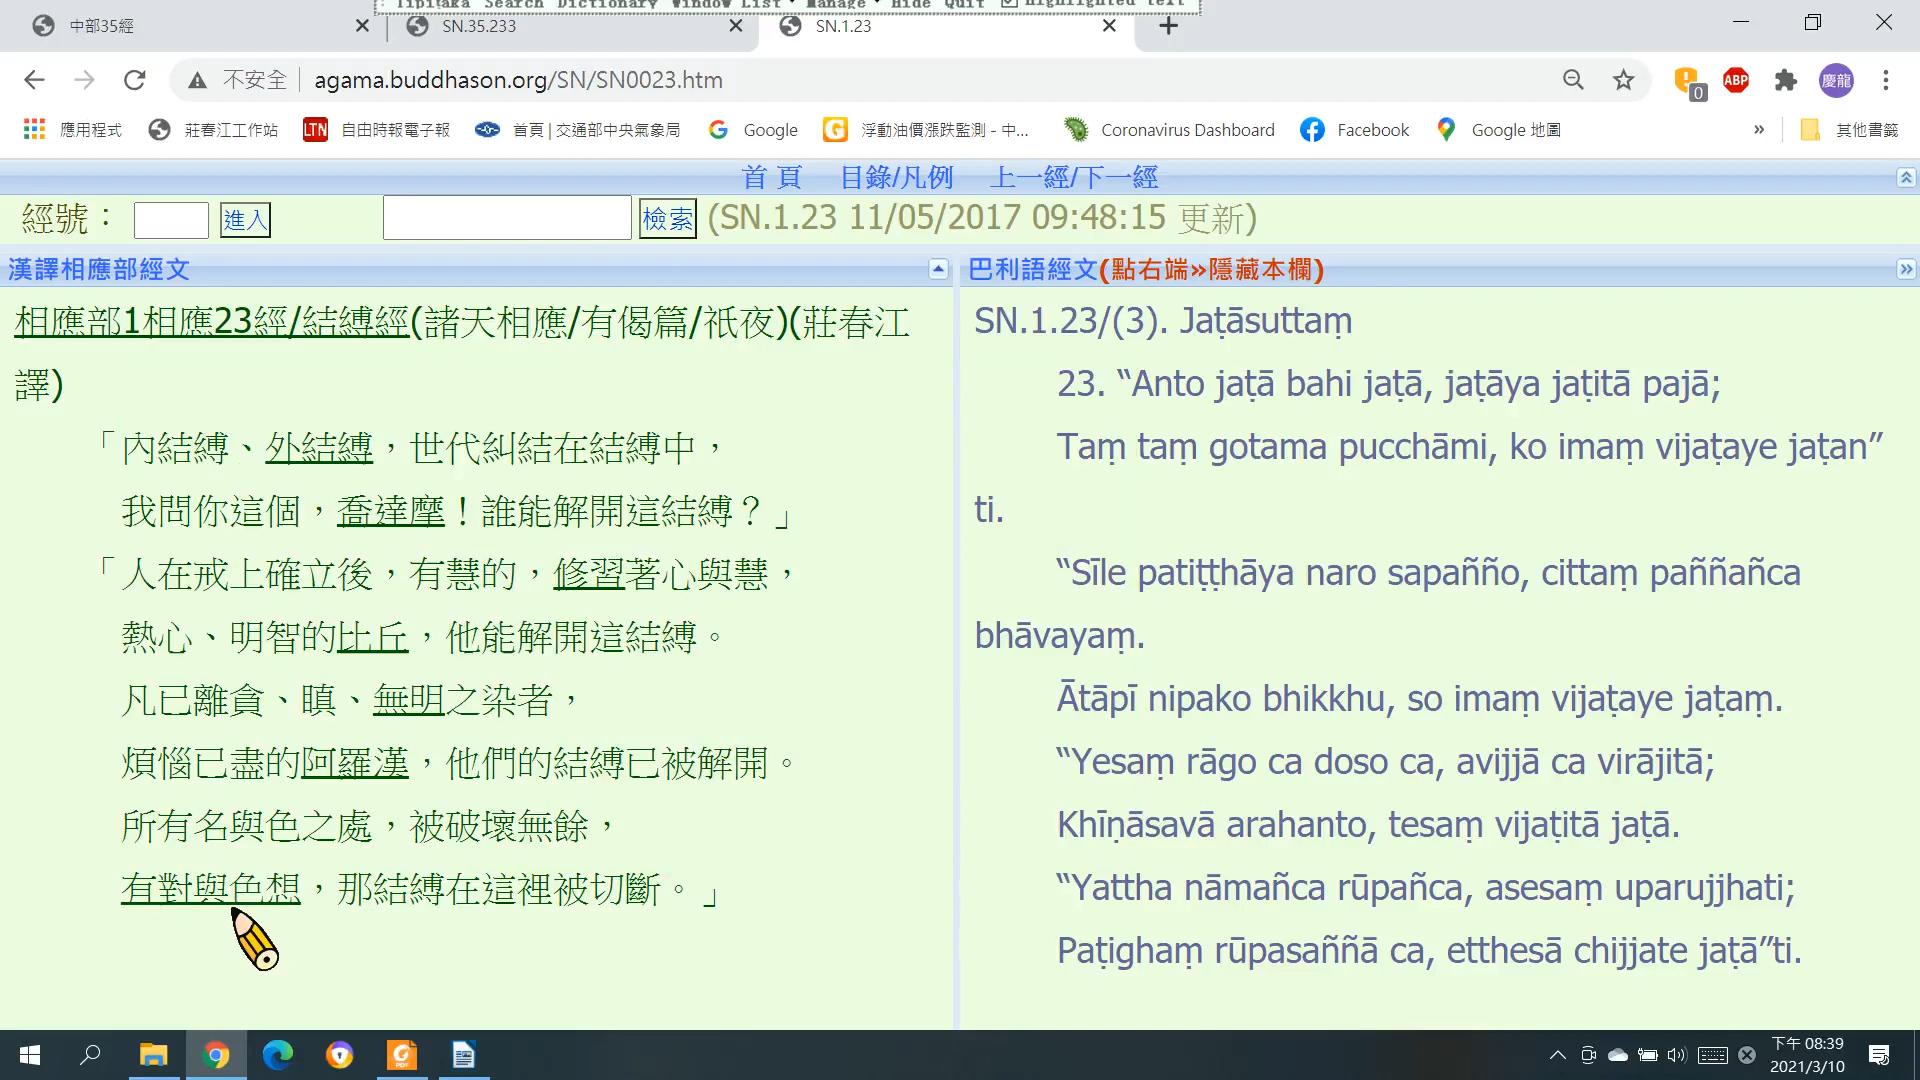 Tipitaka Search Dictionary Window List Manage Hide Quit Highlighted text
中部35經
SN.35.233
SN.1.23
不安全
agama.buddhason.org/SN/SN0023.htm
ABP
0
慶龍
應用程式
莊春江工作站
LTN
自由時報電子報
首頁 | 交通部中央氣象局
Google
浮動油價漲跌監測 - 中...
Coronavirus Dashboard
Facebook
Google 地圖
»
其他書籤
首 頁 目錄/凡例 上一經/下一經
經號： 進入 檢索 (SN.1.23 11/05/2017 09:48:15 更新)
漢譯相應部經文
相應部1相應23經/結縛經(諸天相應/有偈篇/祇夜)(莊春江
譯)
「內結縛、外結縛，世代糾結在結縛中，
我問你這個，喬達摩！誰能解開這結縛？」
「人在戒上確立後，有慧的，修習著心與慧，
熱心、明智的比丘，他能解開這結縛。
凡已離貪、瞋、無明之染者，
煩惱已盡的阿羅漢，他們的結縛已被解開。
所有名與色之處，被破壞無餘，
有對與色想，那結縛在這裡被切斷。」
巴利語經文(點右端»隱藏本欄)
SN.1.23/(3). Jaṭāsuttaṃ
23. “Anto jaṭā bahi jaṭā, jaṭāya jaṭitā pajā;
Taṃ taṃ gotama pucchāmi, ko imaṃ vijaṭaye jaṭan”
ti.
“Sīle patiṭṭhāya naro sapañño, cittaṃ paññañca
bhāvayaṃ.
Ātāpī nipako bhikkhu, so imaṃ vijaṭaye jaṭaṃ.
“Yesaṃ rāgo ca doso ca, avijjā ca virājitā;
Khīṇāsavā arahanto, tesaṃ vijaṭitā jaṭā.
“Yattha nāmañca rūpañca, asesaṃ uparujjhati;
Paṭighaṃ rūpasaññā ca, etthesā chijjate jaṭā”ti.
下午 08:39
2021/3/10